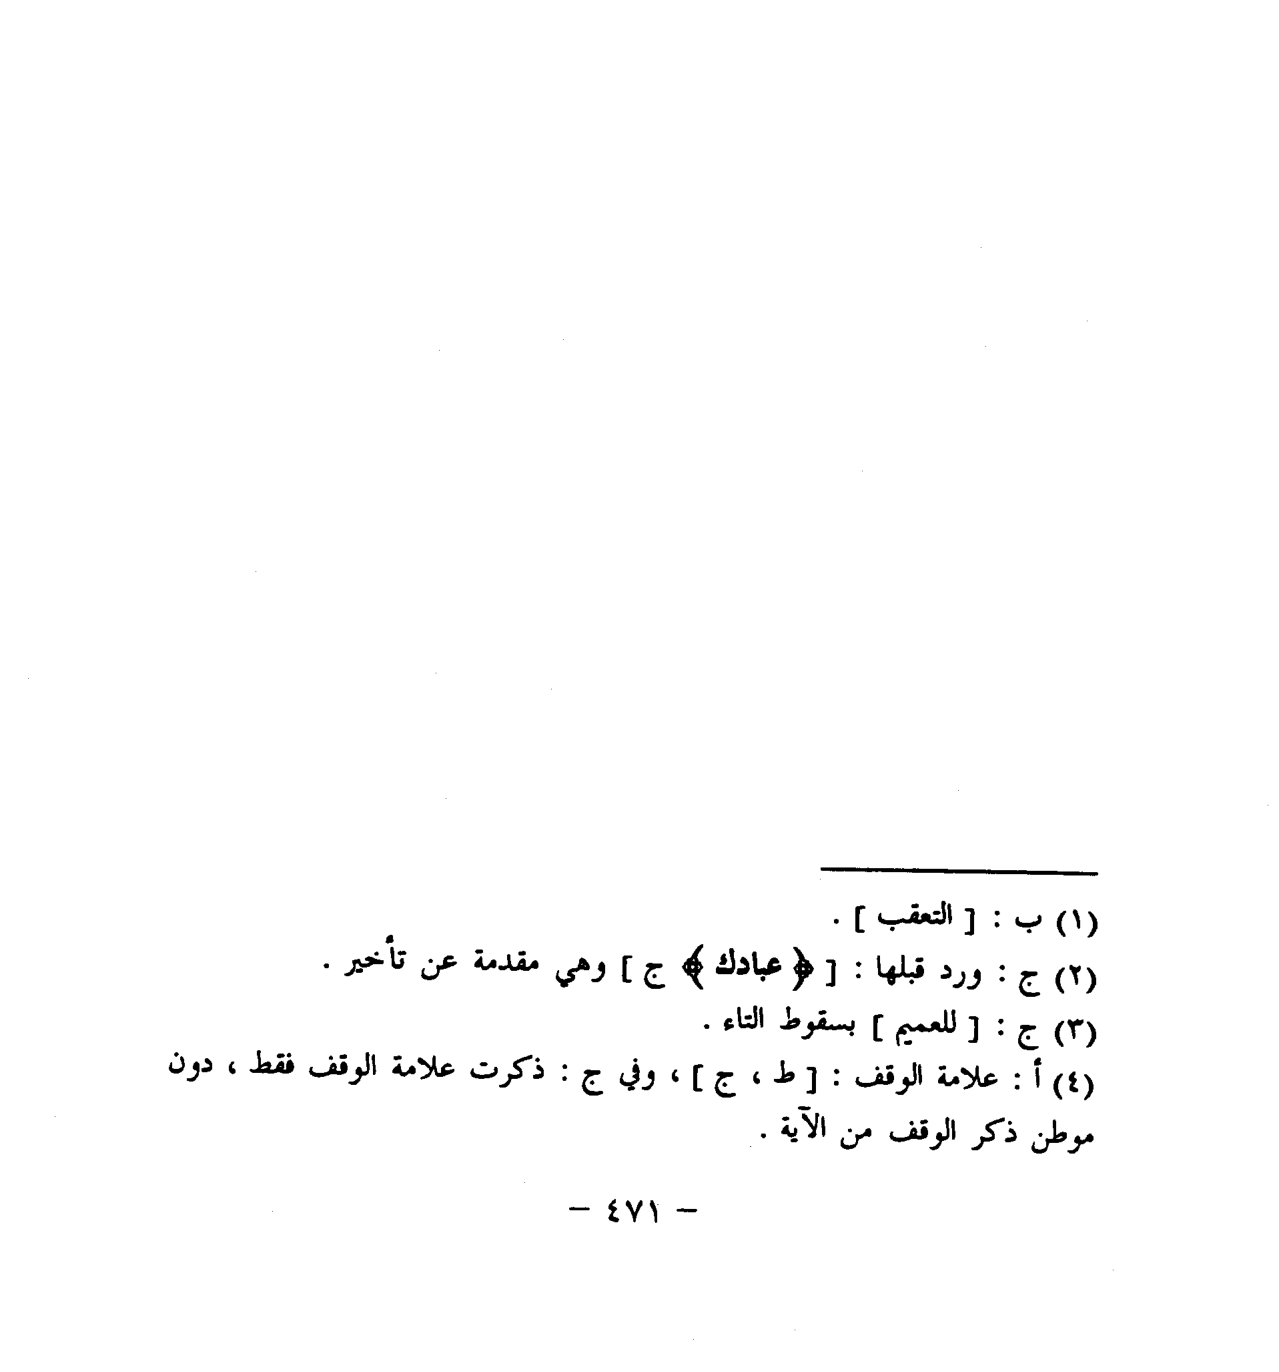 (١) ب : [ التعقب ] .
(٢) ج : ورد قبلها : [ ﴿ عبادك ﴾ ج ] وهي مقدمة عن تأخير .
(٣) ج : [ للعميم ] بسقوط التاء .
(٤) أ : علامة الوقف : [ ط ، ج ] ، وفي ج : ذكرت علامة الوقف فقط ، دون
موطن ذكر الوقف من الآية .
– ٤٧١ –